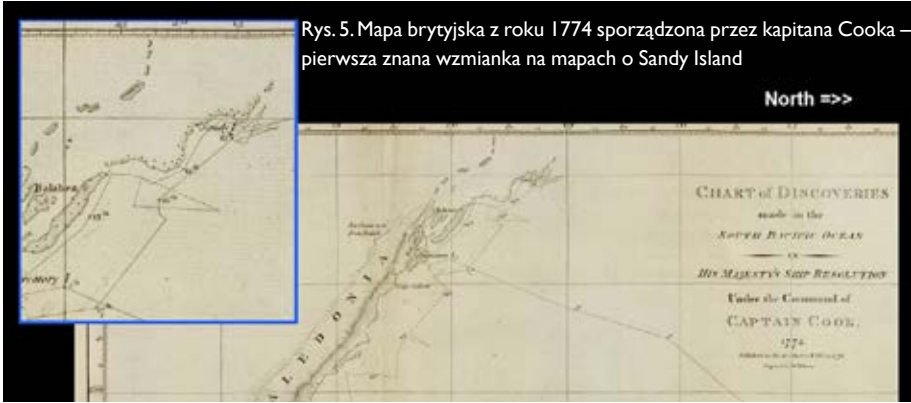 Rys. 5. Mapa brytyjska z roku 1774 sporządzona przez kapitana Cooka –
pierwsza znana wzmianka na mapach o Sandy Island
North =>>
CHART of DISCOVERIES
made in the
SOUTH PACIFIC OCEAN
IN
HIS MAJESTY'S SHIP RESOLUTION
Under the Command of
CAPTAIN COOK,
1774
Balabea
vatory I.
ALEDONIA